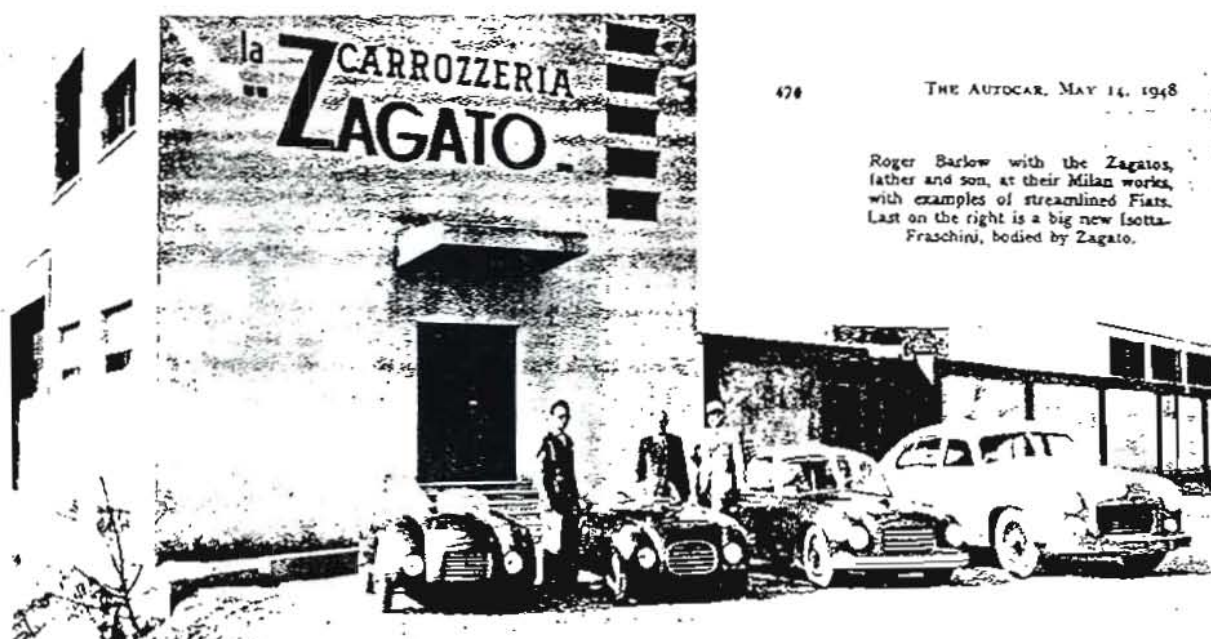 la
CARROZZERIA
ZAGATO
THE AUTOCAR, MAY 14, 1948
Roger Barlow with the Zagatos,
father and son, at their Milan works,
with examples of streamlined Fiats.
Last on the right is a big new Isotta-
Fraschini, bodied by Zagato.